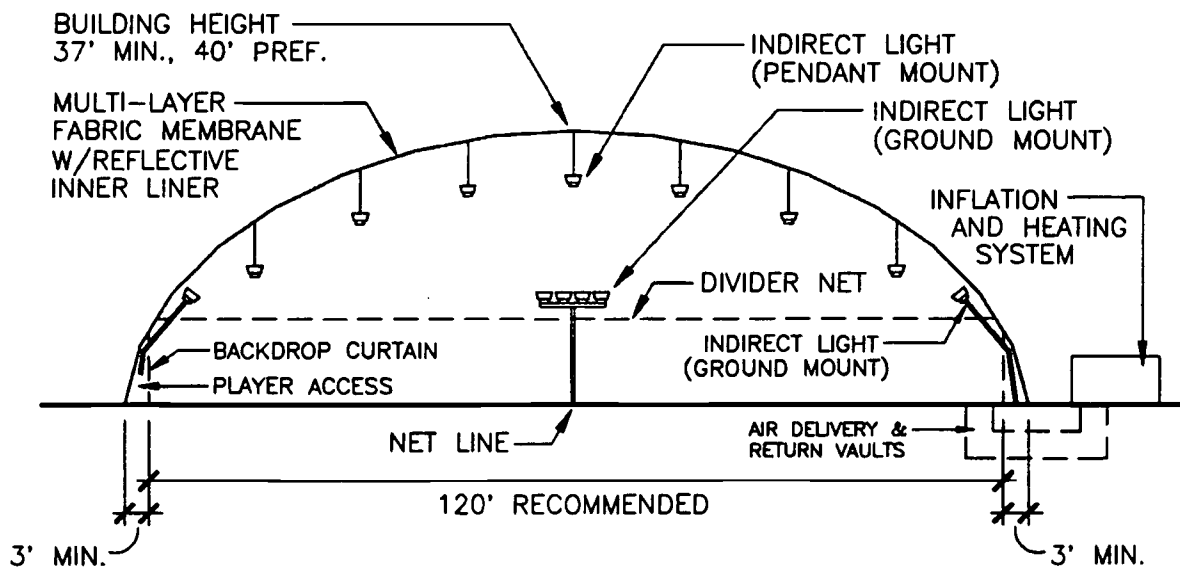 BUILDING HEIGHT
37' MIN., 40' PREF.
INDIRECT LIGHT
(PENDANT MOUNT)
MULTI-LAYER
FABRIC MEMBRANE
W/REFLECTIVE
INNER LINER
INDIRECT LIGHT
(GROUND MOUNT)
INFLATION
AND HEATING
SYSTEM
DIVIDER NET
BACKDROP CURTAIN
PLAYER ACCESS
INDIRECT LIGHT
(GROUND MOUNT)
NET LINE
AIR DELIVERY &
RETURN VAULTS
120' RECOMMENDED
3' MIN.
3' MIN.